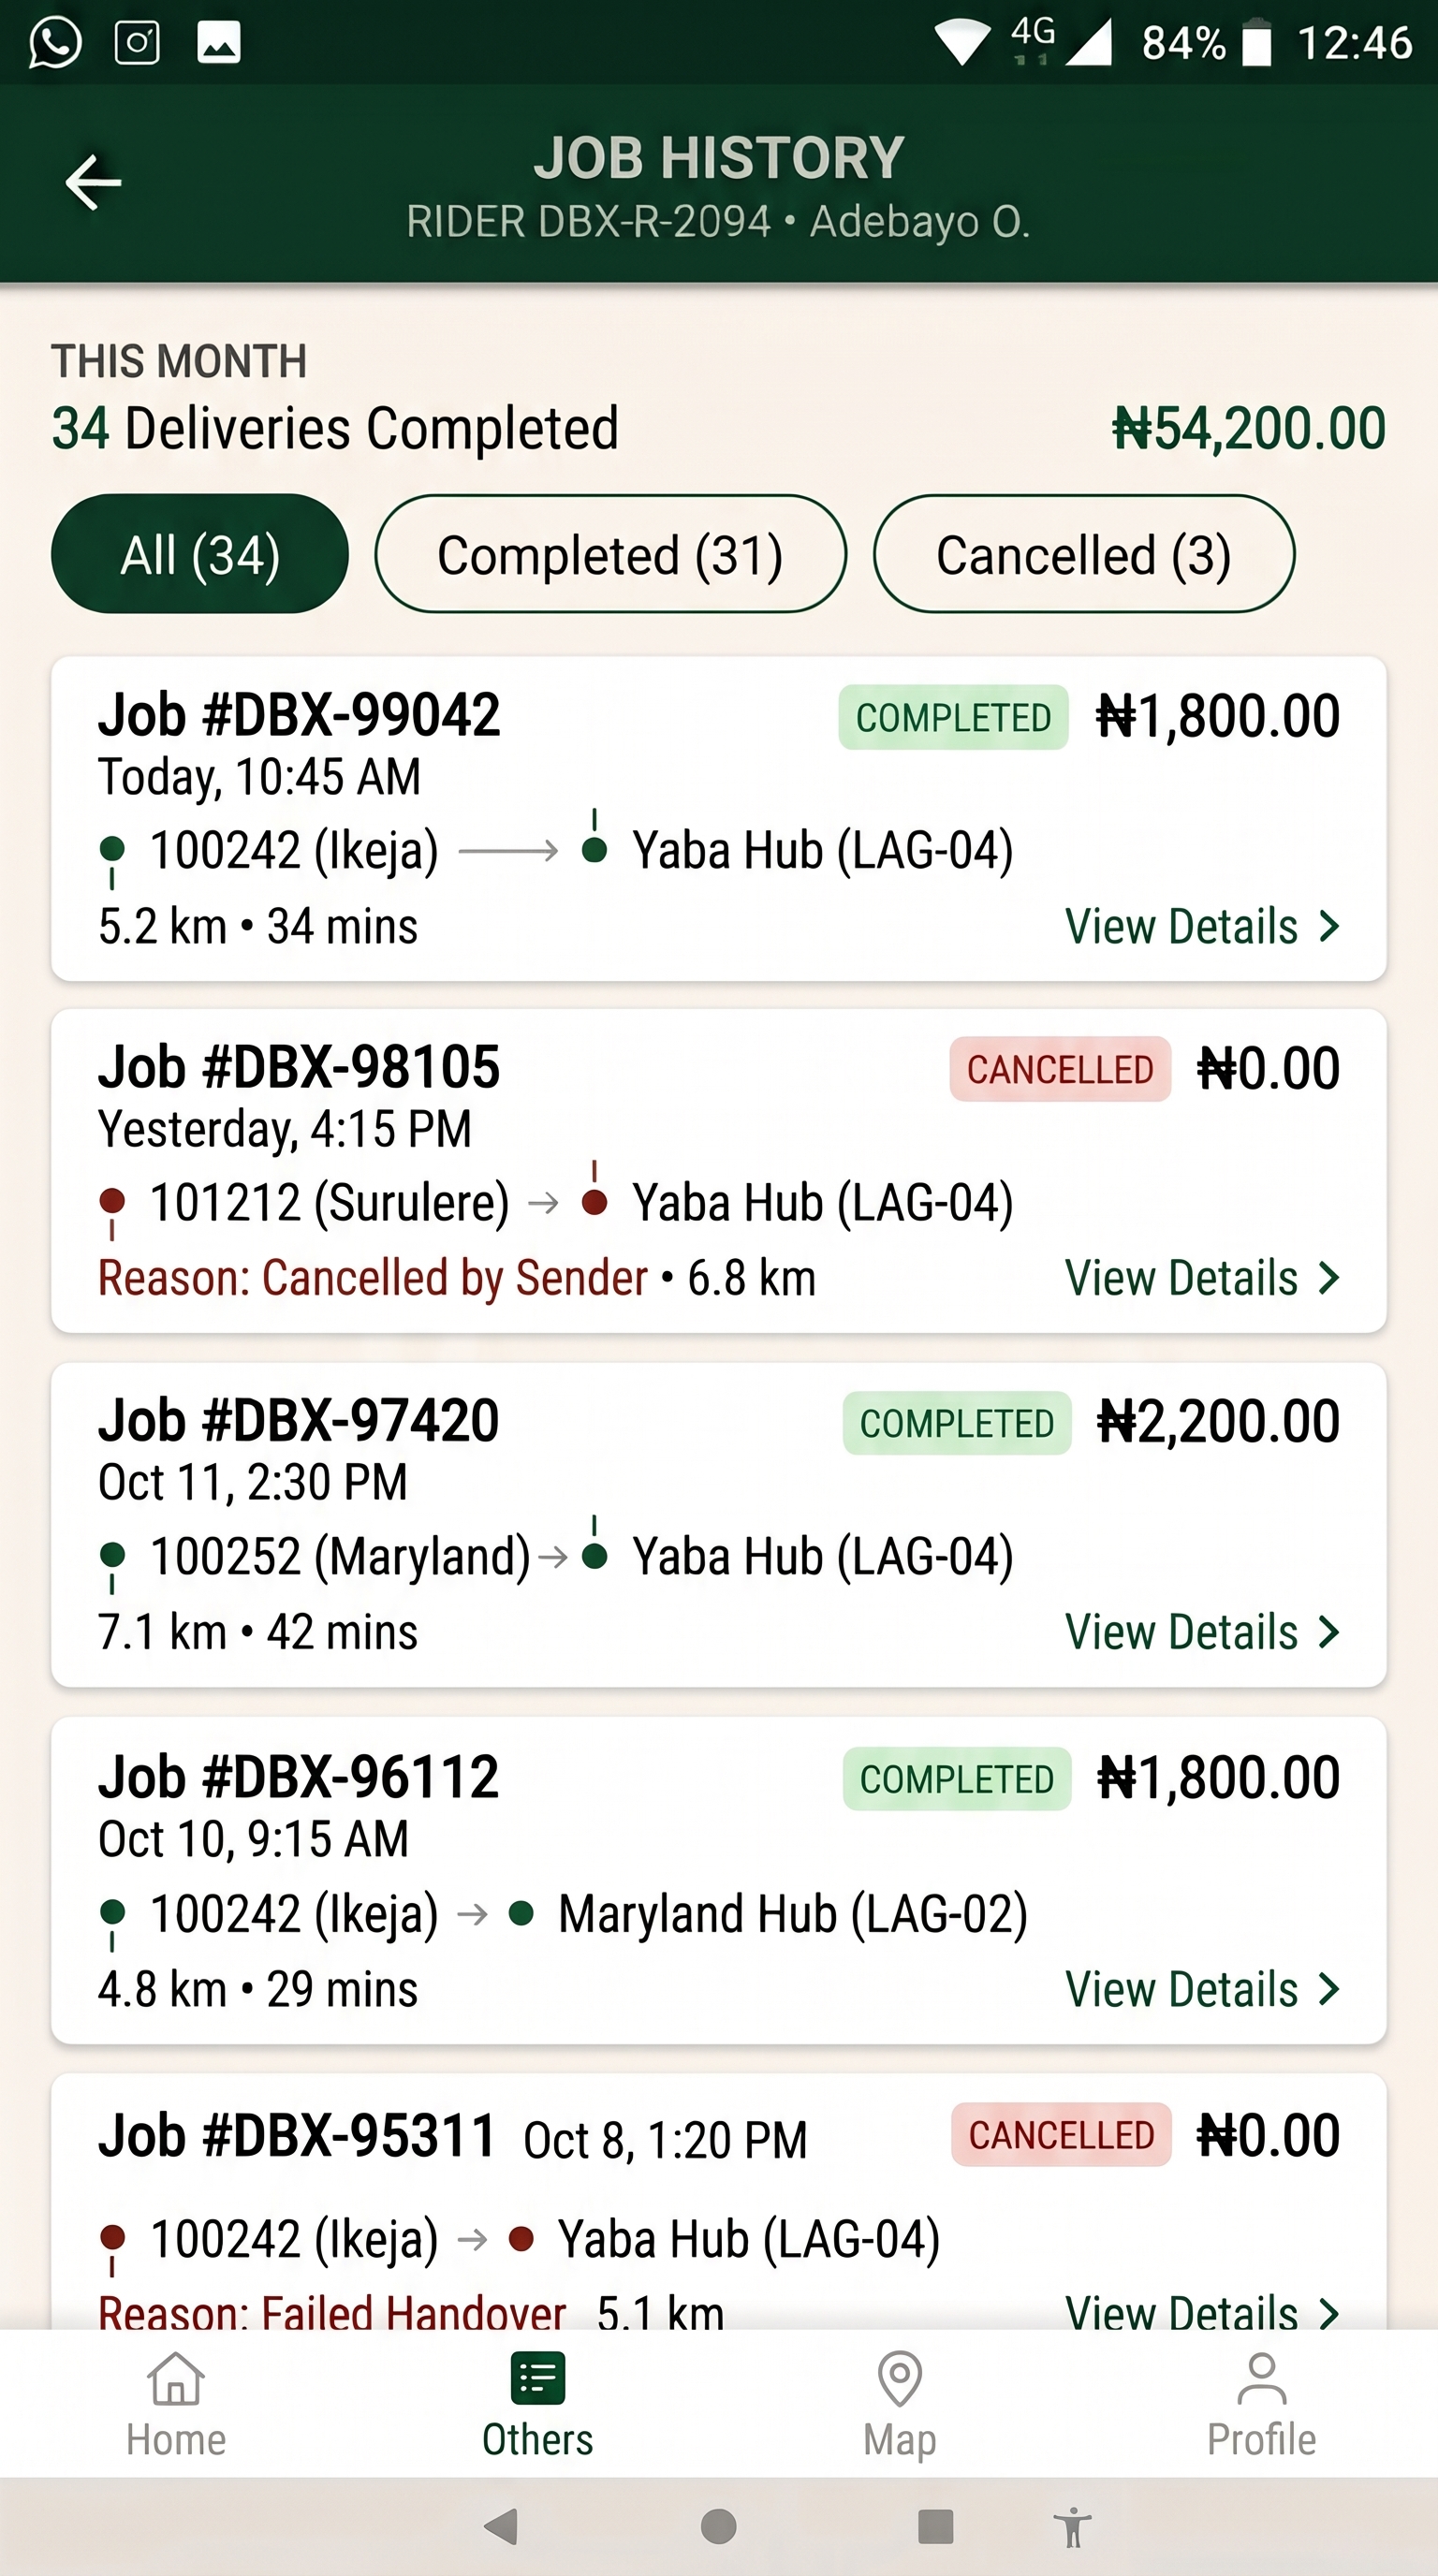 4G
84%
12:46
JOB HISTORY
RIDER DBX-R-2094 • Adebayo O.
THIS MONTH
34 Deliveries Completed ₦54,200.00
All (34) Completed (31) Cancelled (3)
Job #DBX-99042 COMPLETED ₦1,800.00
Today, 10:45 AM
100242 (Ikeja) → Yaba Hub (LAG-04)
5.2 km • 34 mins View Details >
Job #DBX-98105 CANCELLED ₦0.00
Yesterday, 4:15 PM
101212 (Surulere) → Yaba Hub (LAG-04)
Reason: Cancelled by Sender • 6.8 km View Details >
Job #DBX-97420 COMPLETED ₦2,200.00
Oct 11, 2:30 PM
100252 (Maryland) → Yaba Hub (LAG-04)
7.1 km • 42 mins View Details >
Job #DBX-96112 COMPLETED ₦1,800.00
Oct 10, 9:15 AM
100242 (Ikeja) → Maryland Hub (LAG-02)
4.8 km • 29 mins View Details >
Job #DBX-95311 Oct 8, 1:20 PM CANCELLED ₦0.00
100242 (Ikeja) → Yaba Hub (LAG-04)
Reason: Failed Handover 5.1 km View Details >
Home Others Map Profile